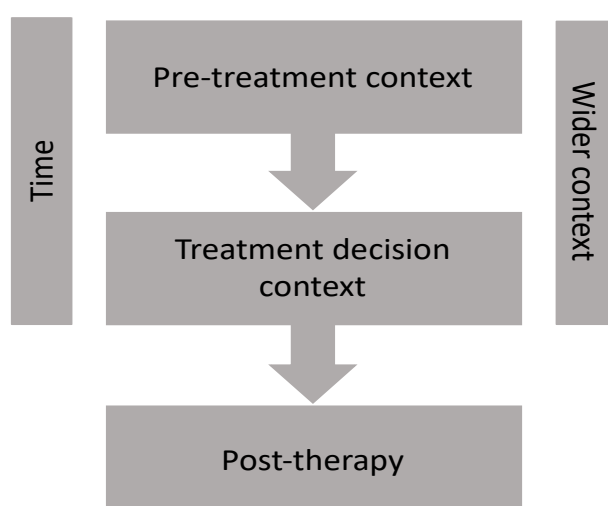 Pre-treatment context
Time
Wider context
Treatment decision
context
Post-therapy